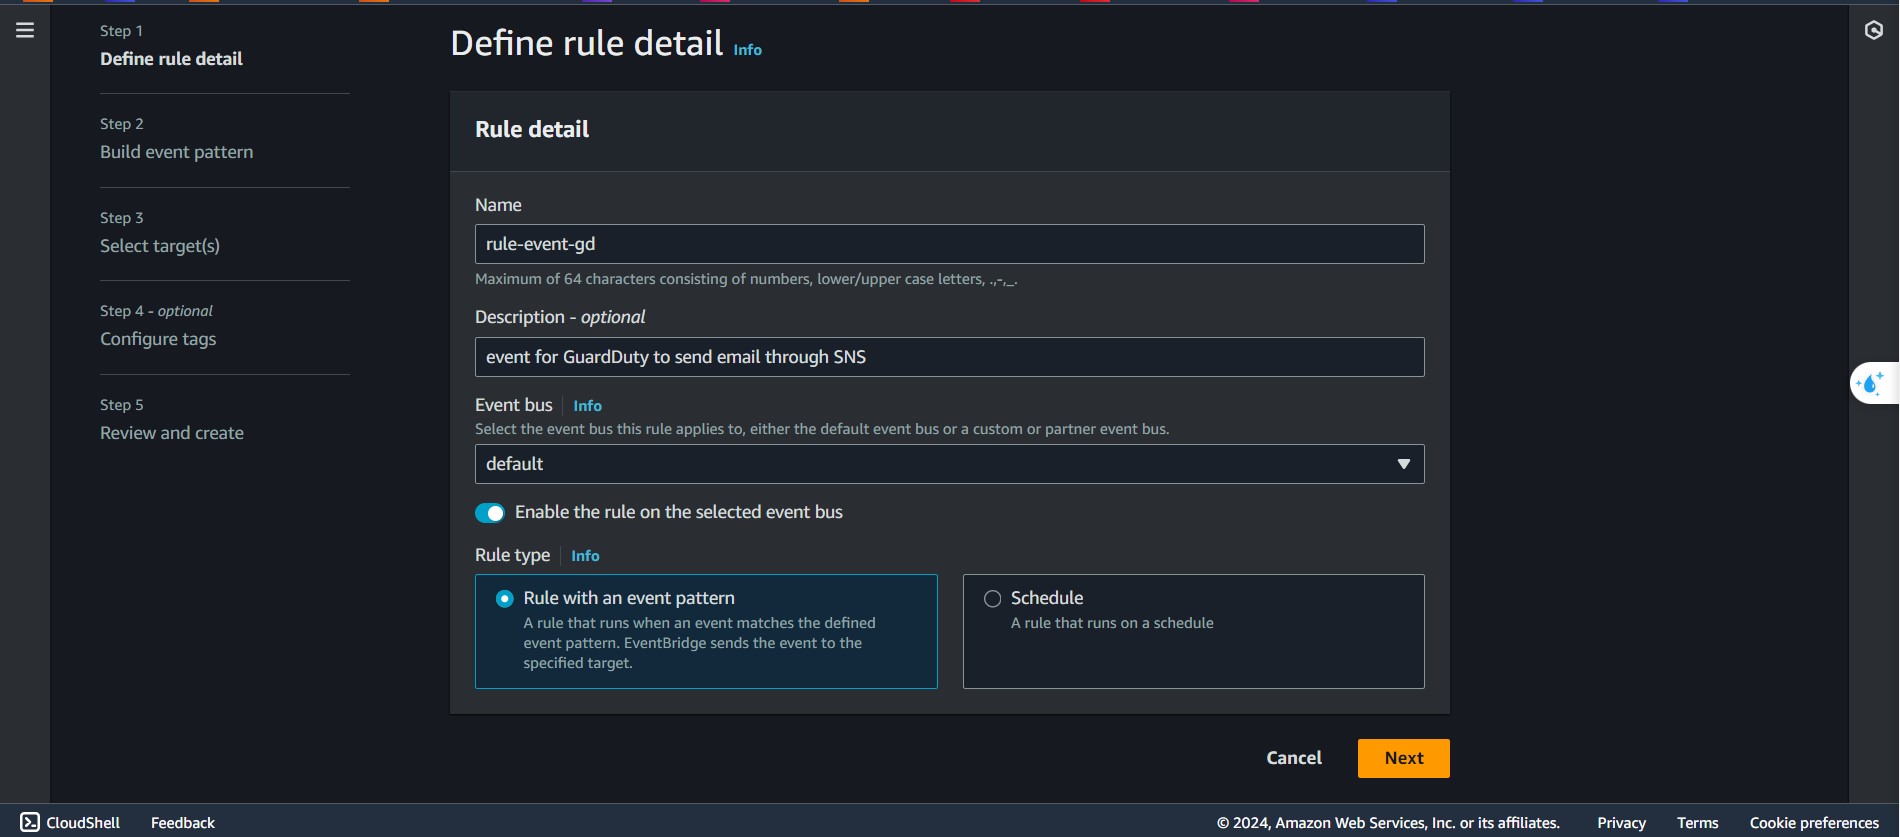 Step 1
Define rule detail
Step 2
Build event pattern
Step 3
Select target(s)
Step 4 - optional
Configure tags
Step 5
Review and create
Define rule detail Info
Rule detail
Name
rule-event-gd
Maximum of 64 characters consisting of numbers, lower/upper case letters, .,-,_.
Description - optional
event for GuardDuty to send email through SNS
Event bus Info
Select the event bus this rule applies to, either the default event bus or a custom or partner event bus.
default
Enable the rule on the selected event bus
Rule type Info
Rule with an event pattern
A rule that runs when an event matches the defined
event pattern. EventBridge sends the event to the
specified target.
Schedule
A rule that runs on a schedule
Cancel Next
CloudShell Feedback © 2024, Amazon Web Services, Inc. or its affiliates. Privacy Terms Cookie preferences